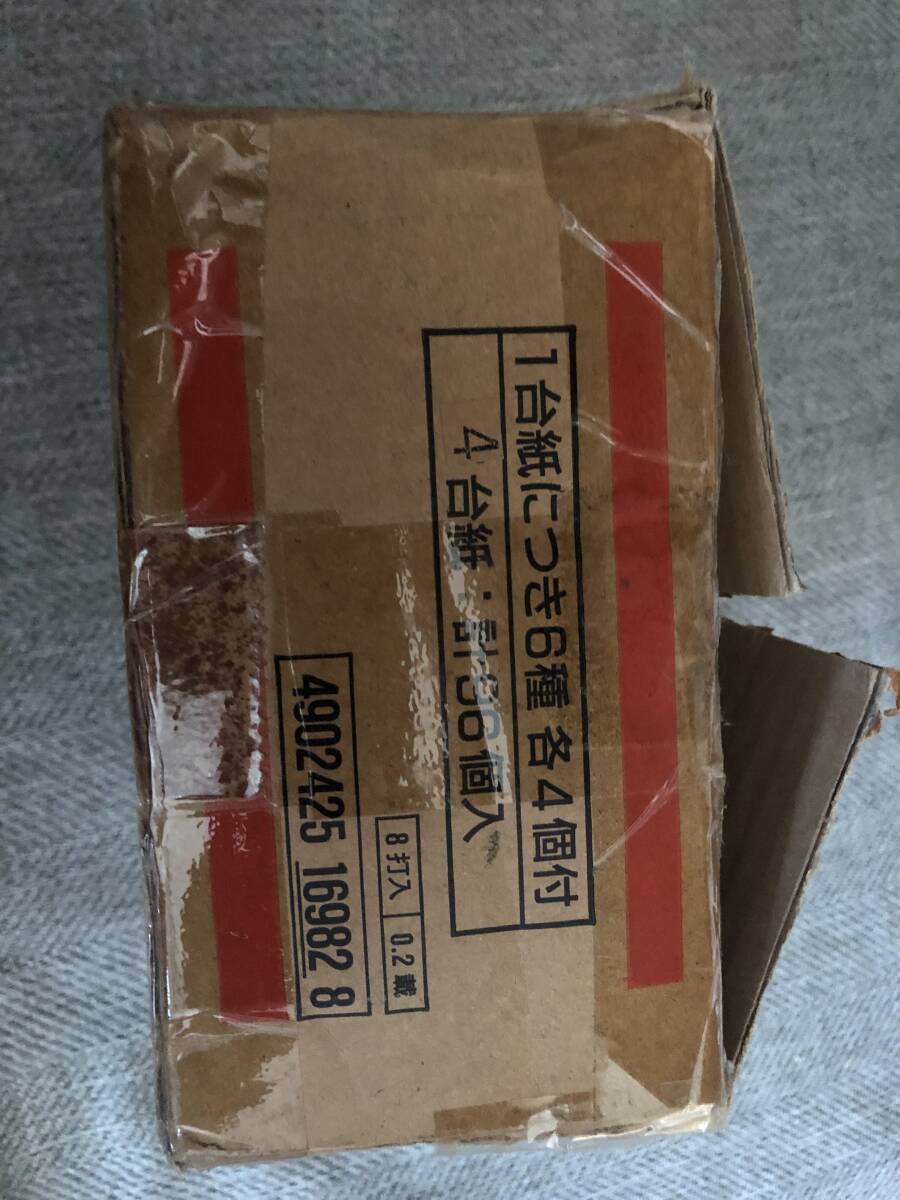 1台紙につき6種 各4個付
4台紙：計96個入
8打入 0.2 才
4902425 16982 8